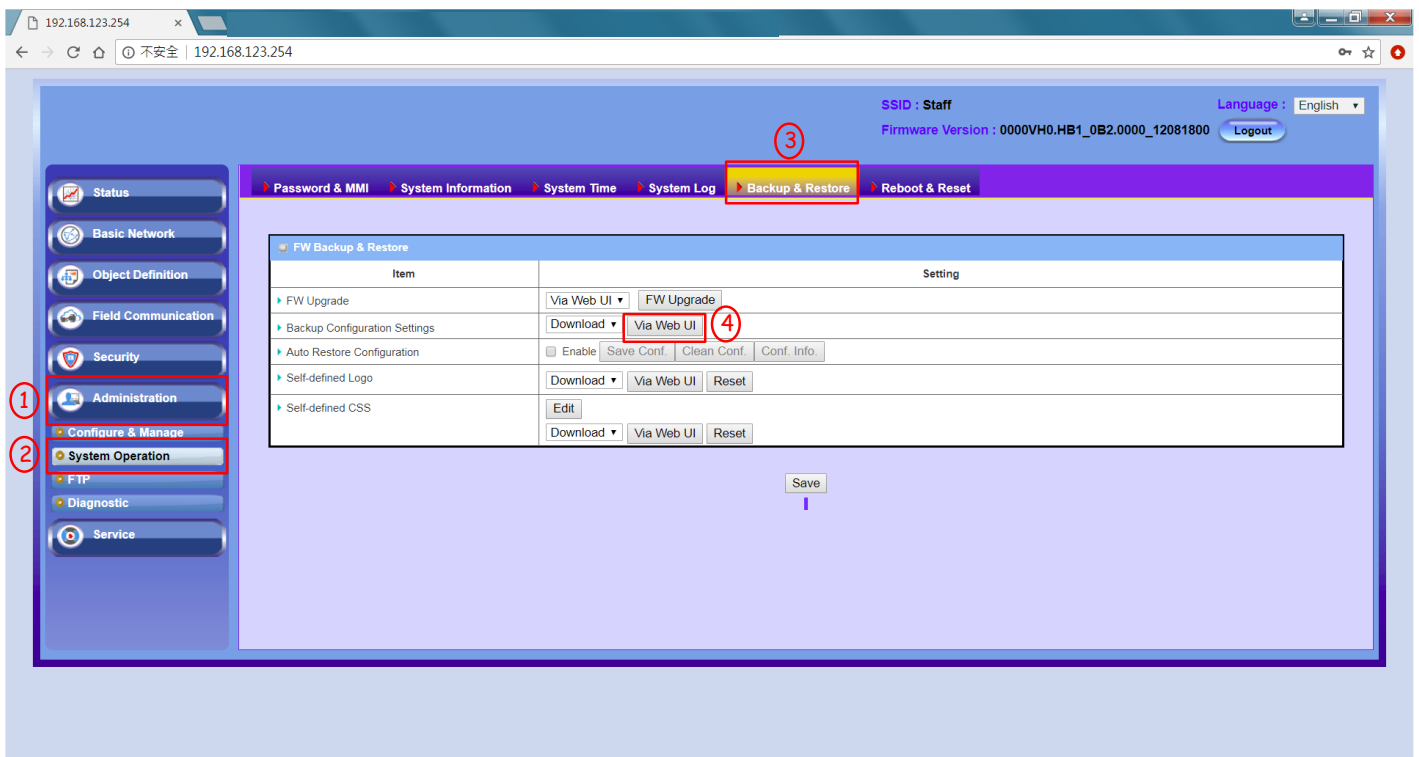 192.168.123.254 ×
不安全 | 192.168.123.254
SSID : Staff Language : English
Firmware Version : 0000VH0.HB1_0B2.0000_12081800 Logout
3
Status
Basic Network
Object Definition
Field Communication
Security
1
Administration
Configure & Manage
2
System Operation
FTP
Diagnostic
Service
Password & MMI System Information System Time System Log Backup & Restore Reboot & Reset
FW Backup & Restore
Item Setting
FW Upgrade Via Web UI FW Upgrade
Backup Configuration Settings Download Via Web UI 4
Auto Restore Configuration Enable Save Conf. Clean Conf. Conf. Info.
Self-defined Logo Download Via Web UI Reset
Self-defined CSS Edit
Download Via Web UI Reset
Save